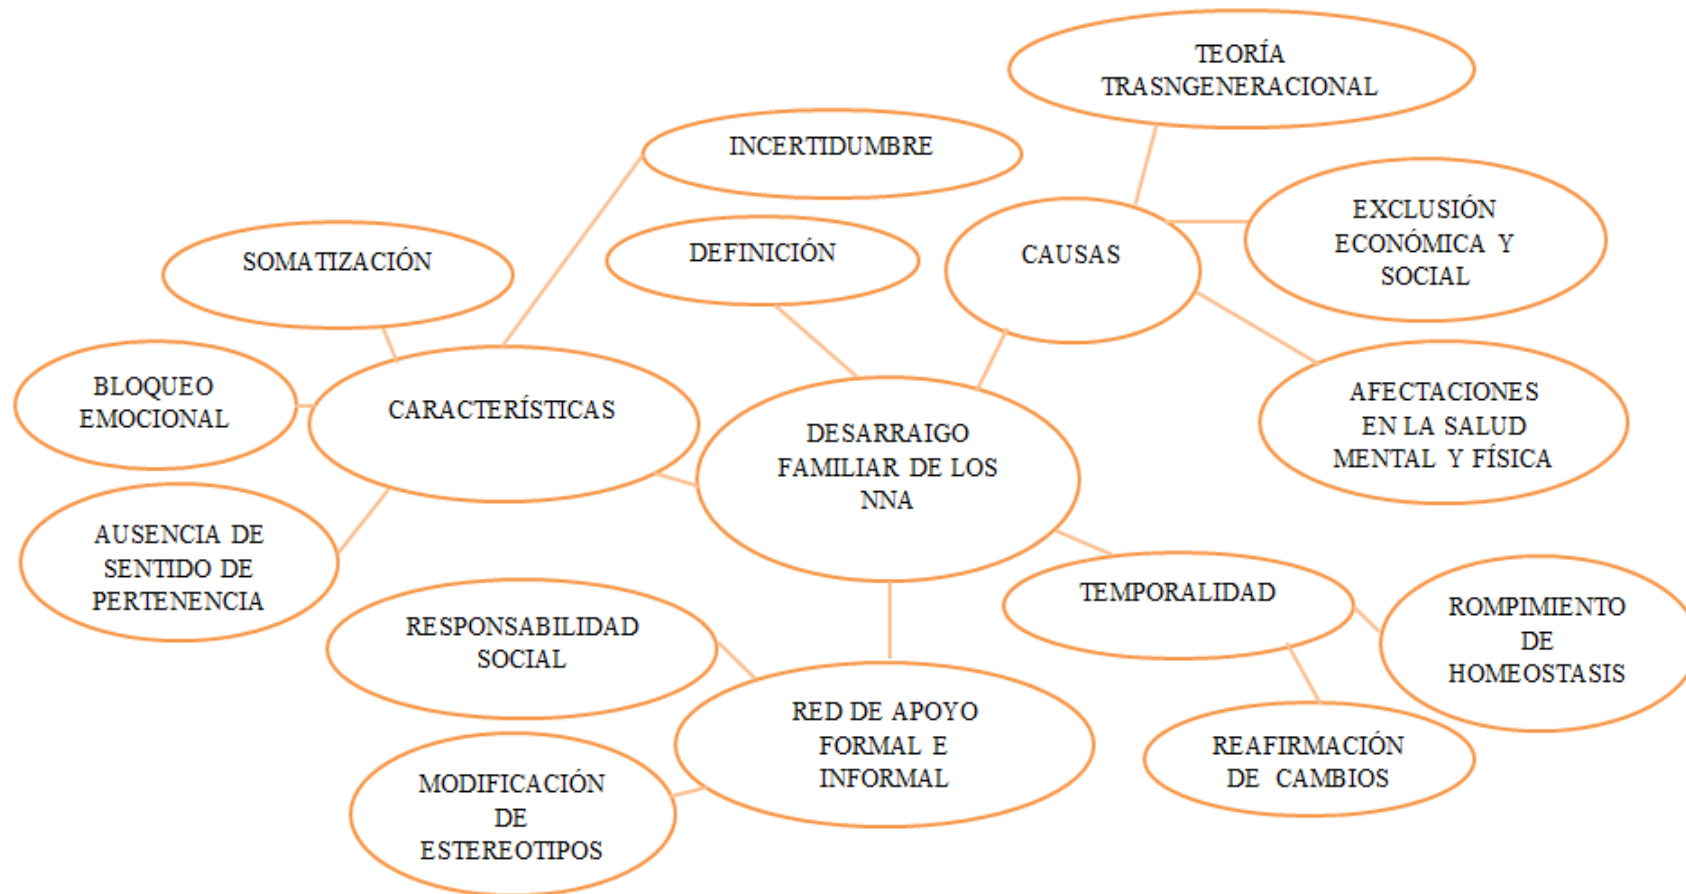 TEORÍA
TRASNGENERACIONAL
INCERTIDUMBRE
EXCLUSIÓN
ECONÓMICA Y
SOCIAL
DEFINICIÓN
CAUSAS
SOMATIZACIÓN
BLOQUEO
EMOCIONAL
CARACTERÍSTICAS
AFECTACIONES
EN LA SALUD
MENTAL Y FÍSICA
DESARRAIGO
FAMILIAR DE LOS
NNA
AUSENCIA DE
SENTIDO DE
PERTENENCIA
TEMPORALIDAD
ROMPIMIENTO
DE
HOMEOSTASIS
RESPONSABILIDAD
SOCIAL
RED DE APOYO
FORMAL E
INFORMAL
REAFIRMACIÓN
DE CAMBIOS
MODIFICACIÓN
DE
ESTEREOTIPOS